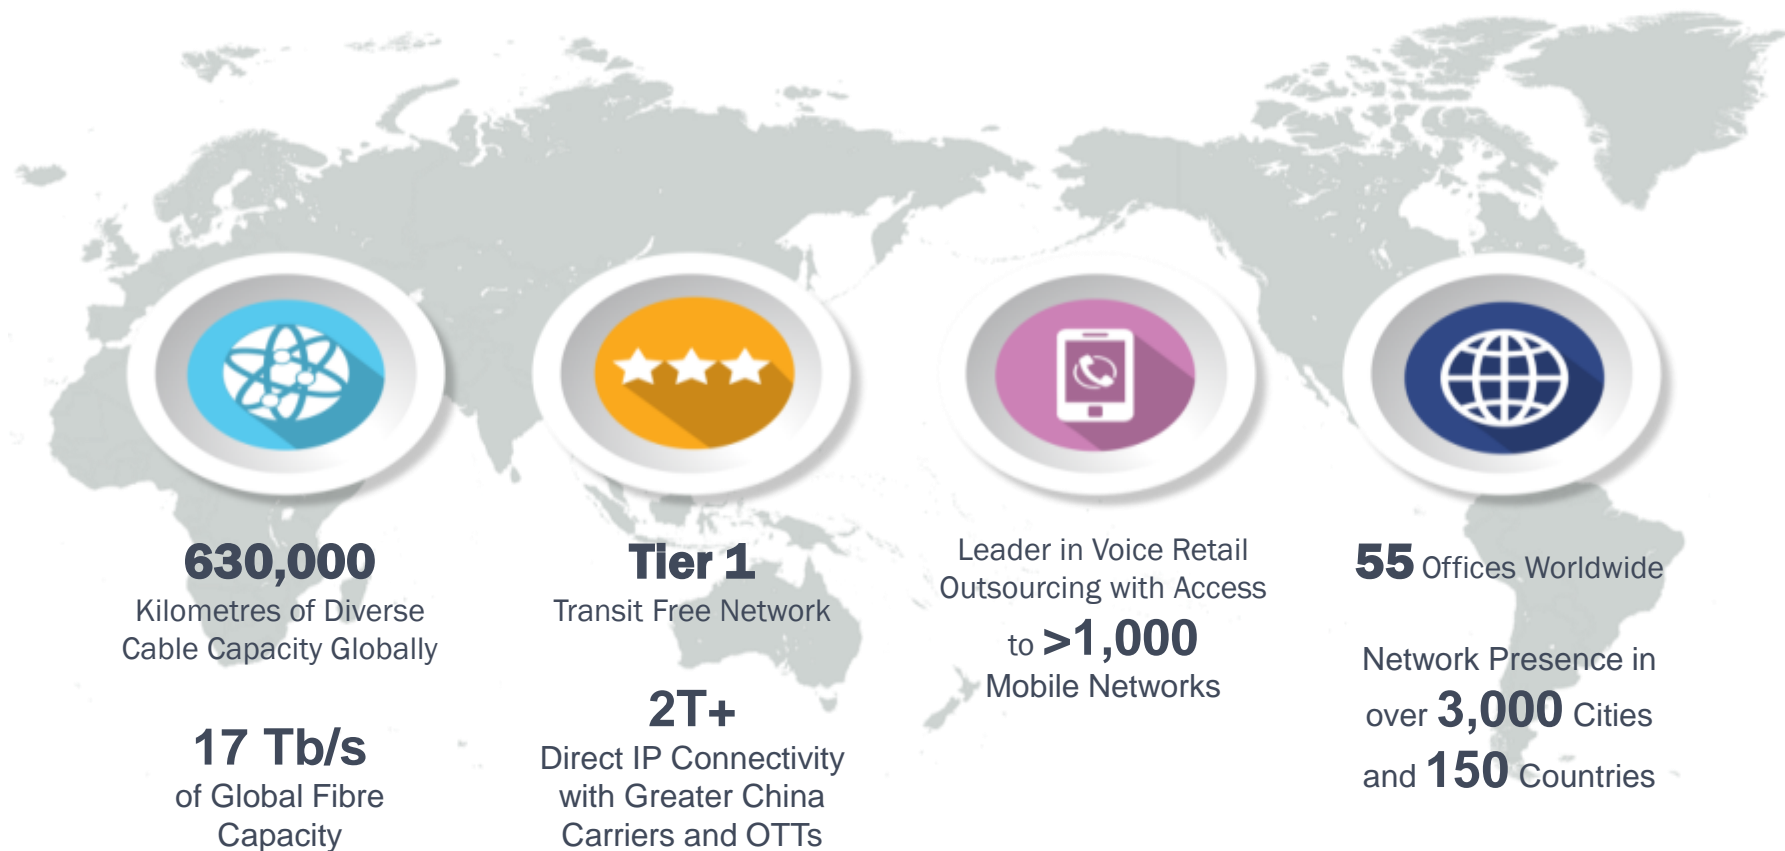 630,000
Kilometres of Diverse
Cable Capacity Globally
17 Tb/s
of Global Fibre
Capacity
Tier 1
Transit Free Network
2T+
Direct IP Connectivity
with Greater China
Carriers and OTTs
Leader in Voice Retail
Outsourcing with Access
to >1,000
Mobile Networks
55 Offices Worldwide
Network Presence in
over 3,000 Cities
and 150 Countries